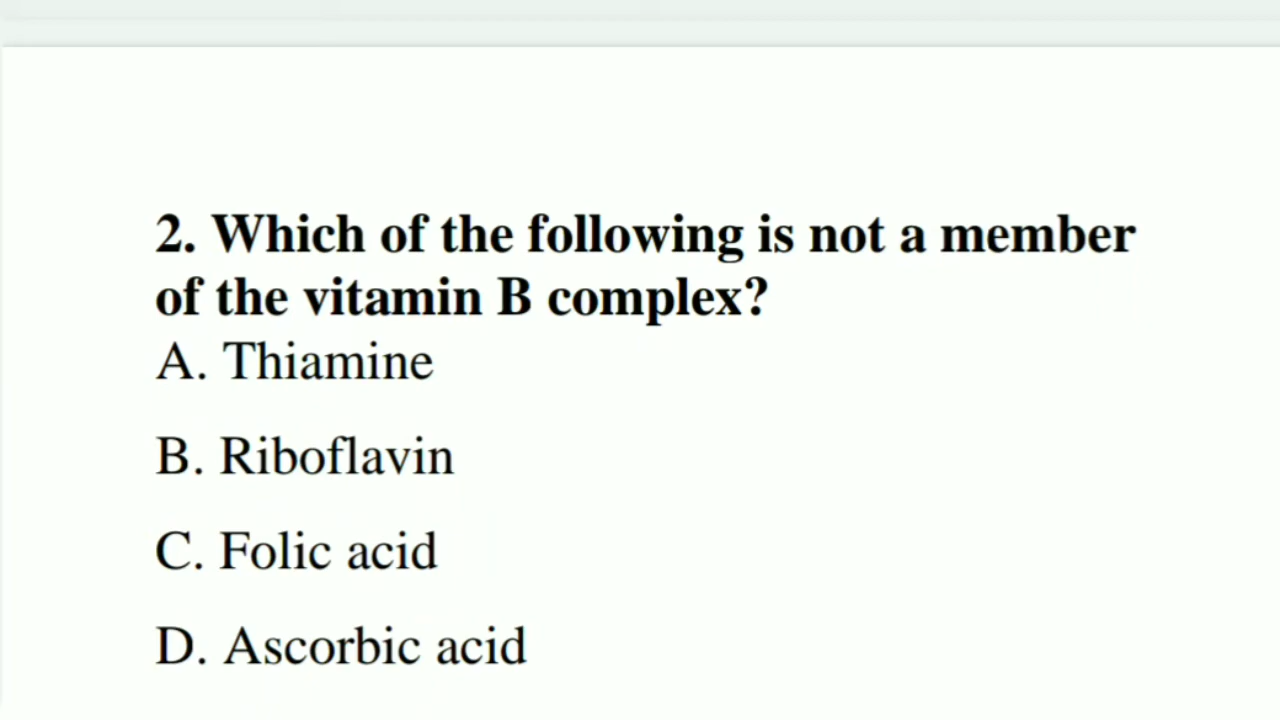 2. Which of the following is not a member
of the vitamin B complex?
A. Thiamine
B. Riboflavin
C. Folic acid
D. Ascorbic acid